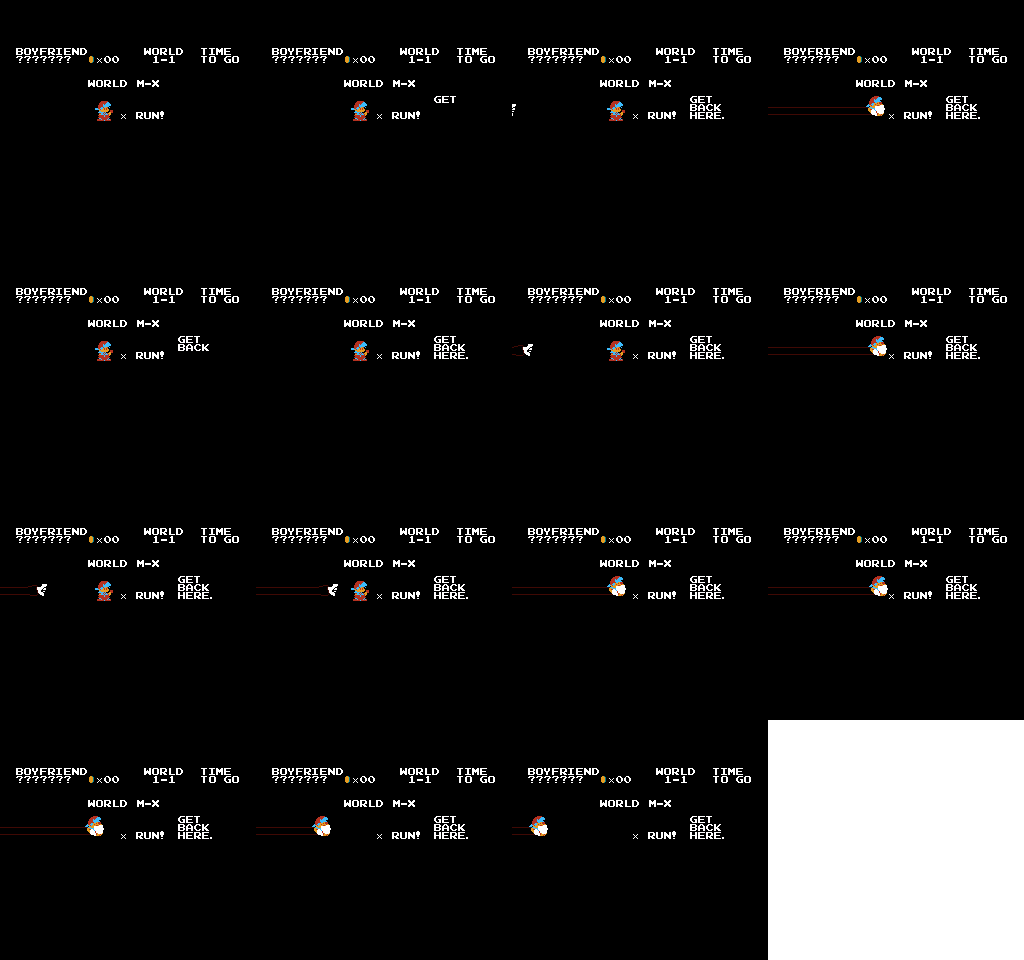 BOYFRIEND WORLD TIME BOYFRIEND WORLD TIME BOYFRIEND WORLD TIME BOYFRIEND WORLD TIME
??????? ×00 1-1 TO GO ??????? ×00 1-1 TO GO ??????? ×00 1-1 TO GO ??????? ×00 1-1 TO GO
WORLD M-X WORLD M-X WORLD M-X WORLD M-X
GET GET GET
BACK BACK
× RUN! × RUN! × RUN! HERE. × RUN! HERE.
BOYFRIEND WORLD TIME BOYFRIEND WORLD TIME BOYFRIEND WORLD TIME BOYFRIEND WORLD TIME
??????? ×00 1-1 TO GO ??????? ×00 1-1 TO GO ??????? ×00 1-1 TO GO ??????? ×00 1-1 TO GO
WORLD M-X WORLD M-X WORLD M-X WORLD M-X
GET GET GET GET
BACK BACK BACK BACK
× RUN! × RUN! HERE. × RUN! HERE. × RUN! HERE.
BOYFRIEND WORLD TIME BOYFRIEND WORLD TIME BOYFRIEND WORLD TIME BOYFRIEND WORLD TIME
??????? ×00 1-1 TO GO ??????? ×00 1-1 TO GO ??????? ×00 1-1 TO GO ??????? ×00 1-1 TO GO
WORLD M-X WORLD M-X WORLD M-X WORLD M-X
GET GET GET GET
BACK BACK BACK BACK
× RUN! HERE. × RUN! HERE. × RUN! HERE. × RUN! HERE.
BOYFRIEND WORLD TIME BOYFRIEND WORLD TIME BOYFRIEND WORLD TIME
??????? ×00 1-1 TO GO ??????? ×00 1-1 TO GO ??????? ×00 1-1 TO GO
WORLD M-X WORLD M-X WORLD M-X
GET GET GET
BACK BACK BACK
× RUN! HERE. × RUN! HERE. × RUN! HERE.